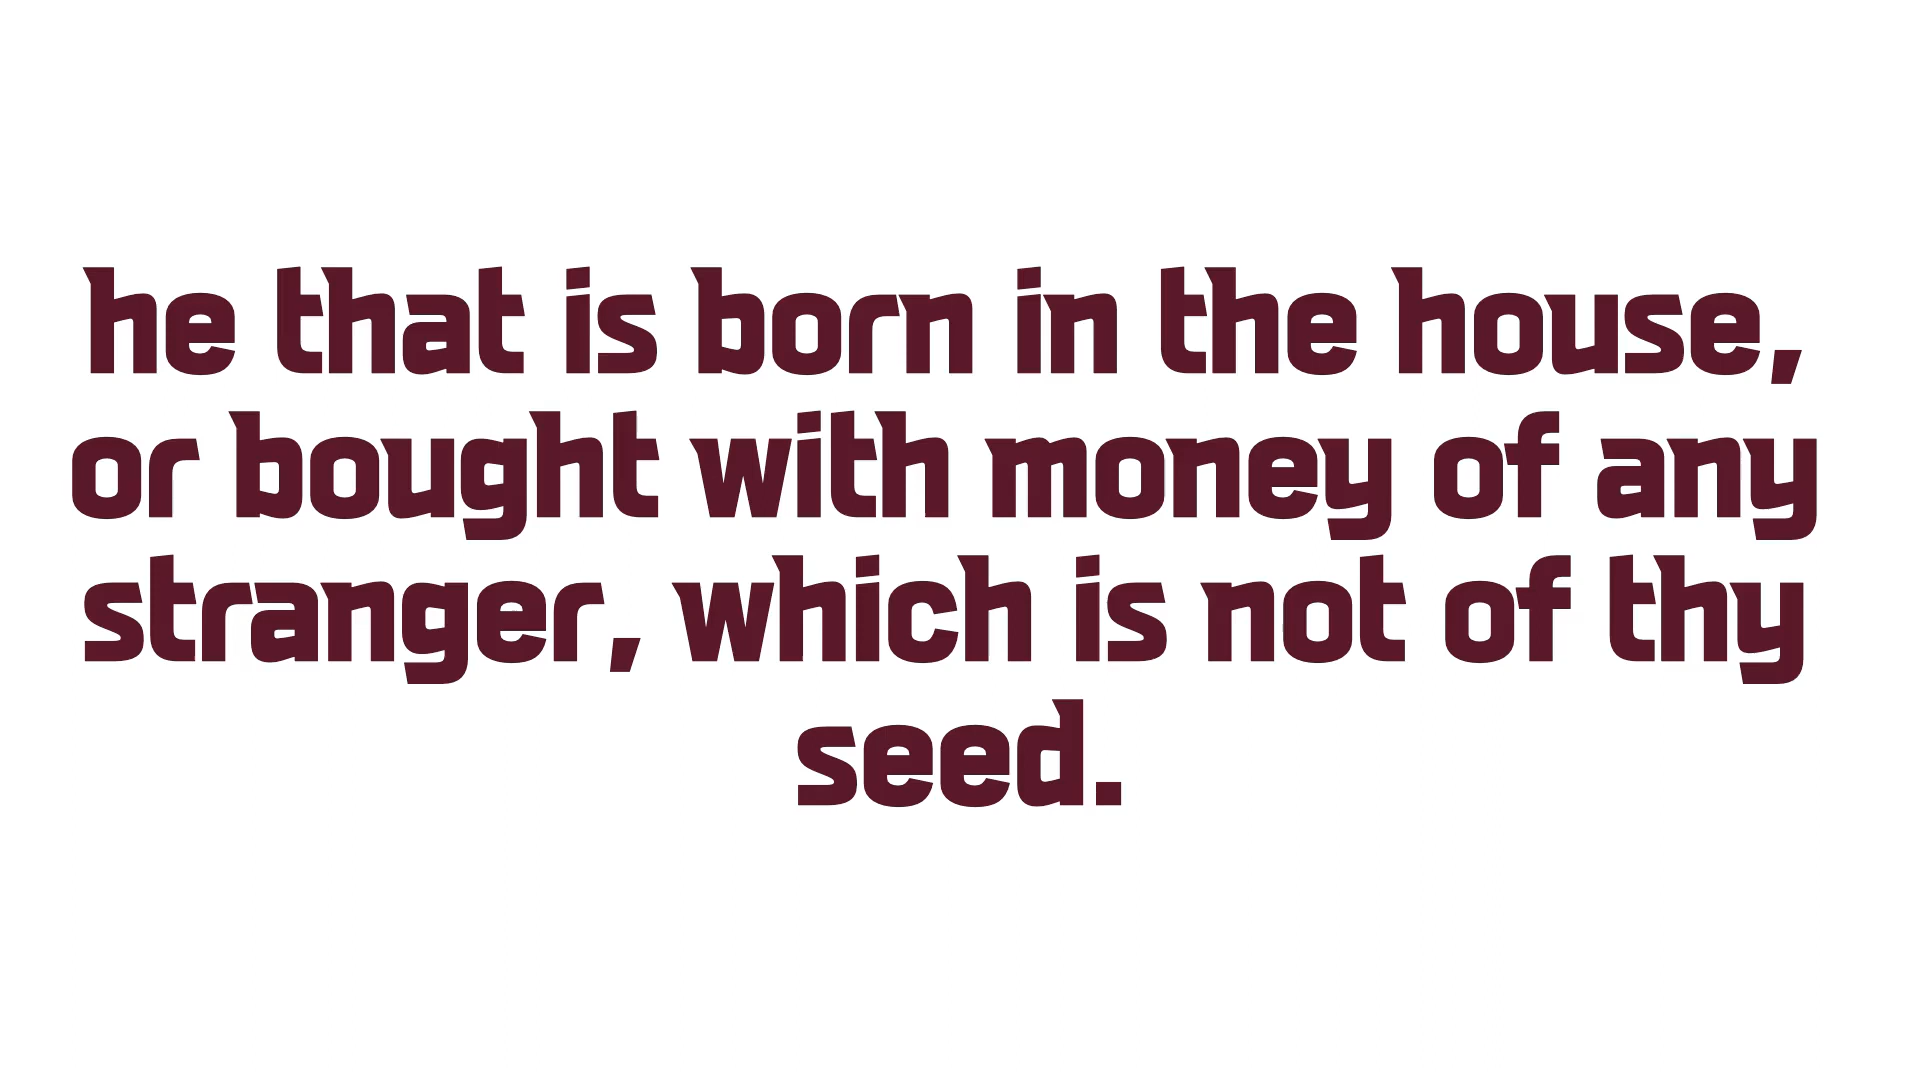 he that is born in the house,
or bought with money of any
stranger, which is not of thy
seed.